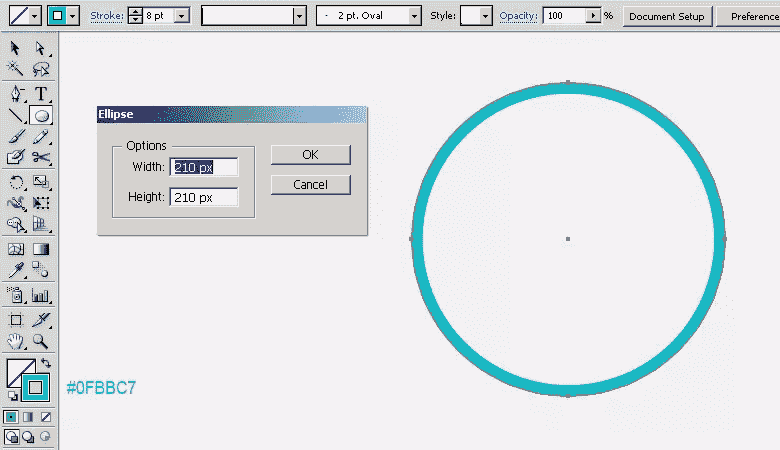 Stroke: 8 pt 2 pt. Oval Style: Opacity: 100 % Document Setup Preference
Ellipse
Options
Width: 210 px
Height: 210 px
OK
Cancel
T
#0FBBC7